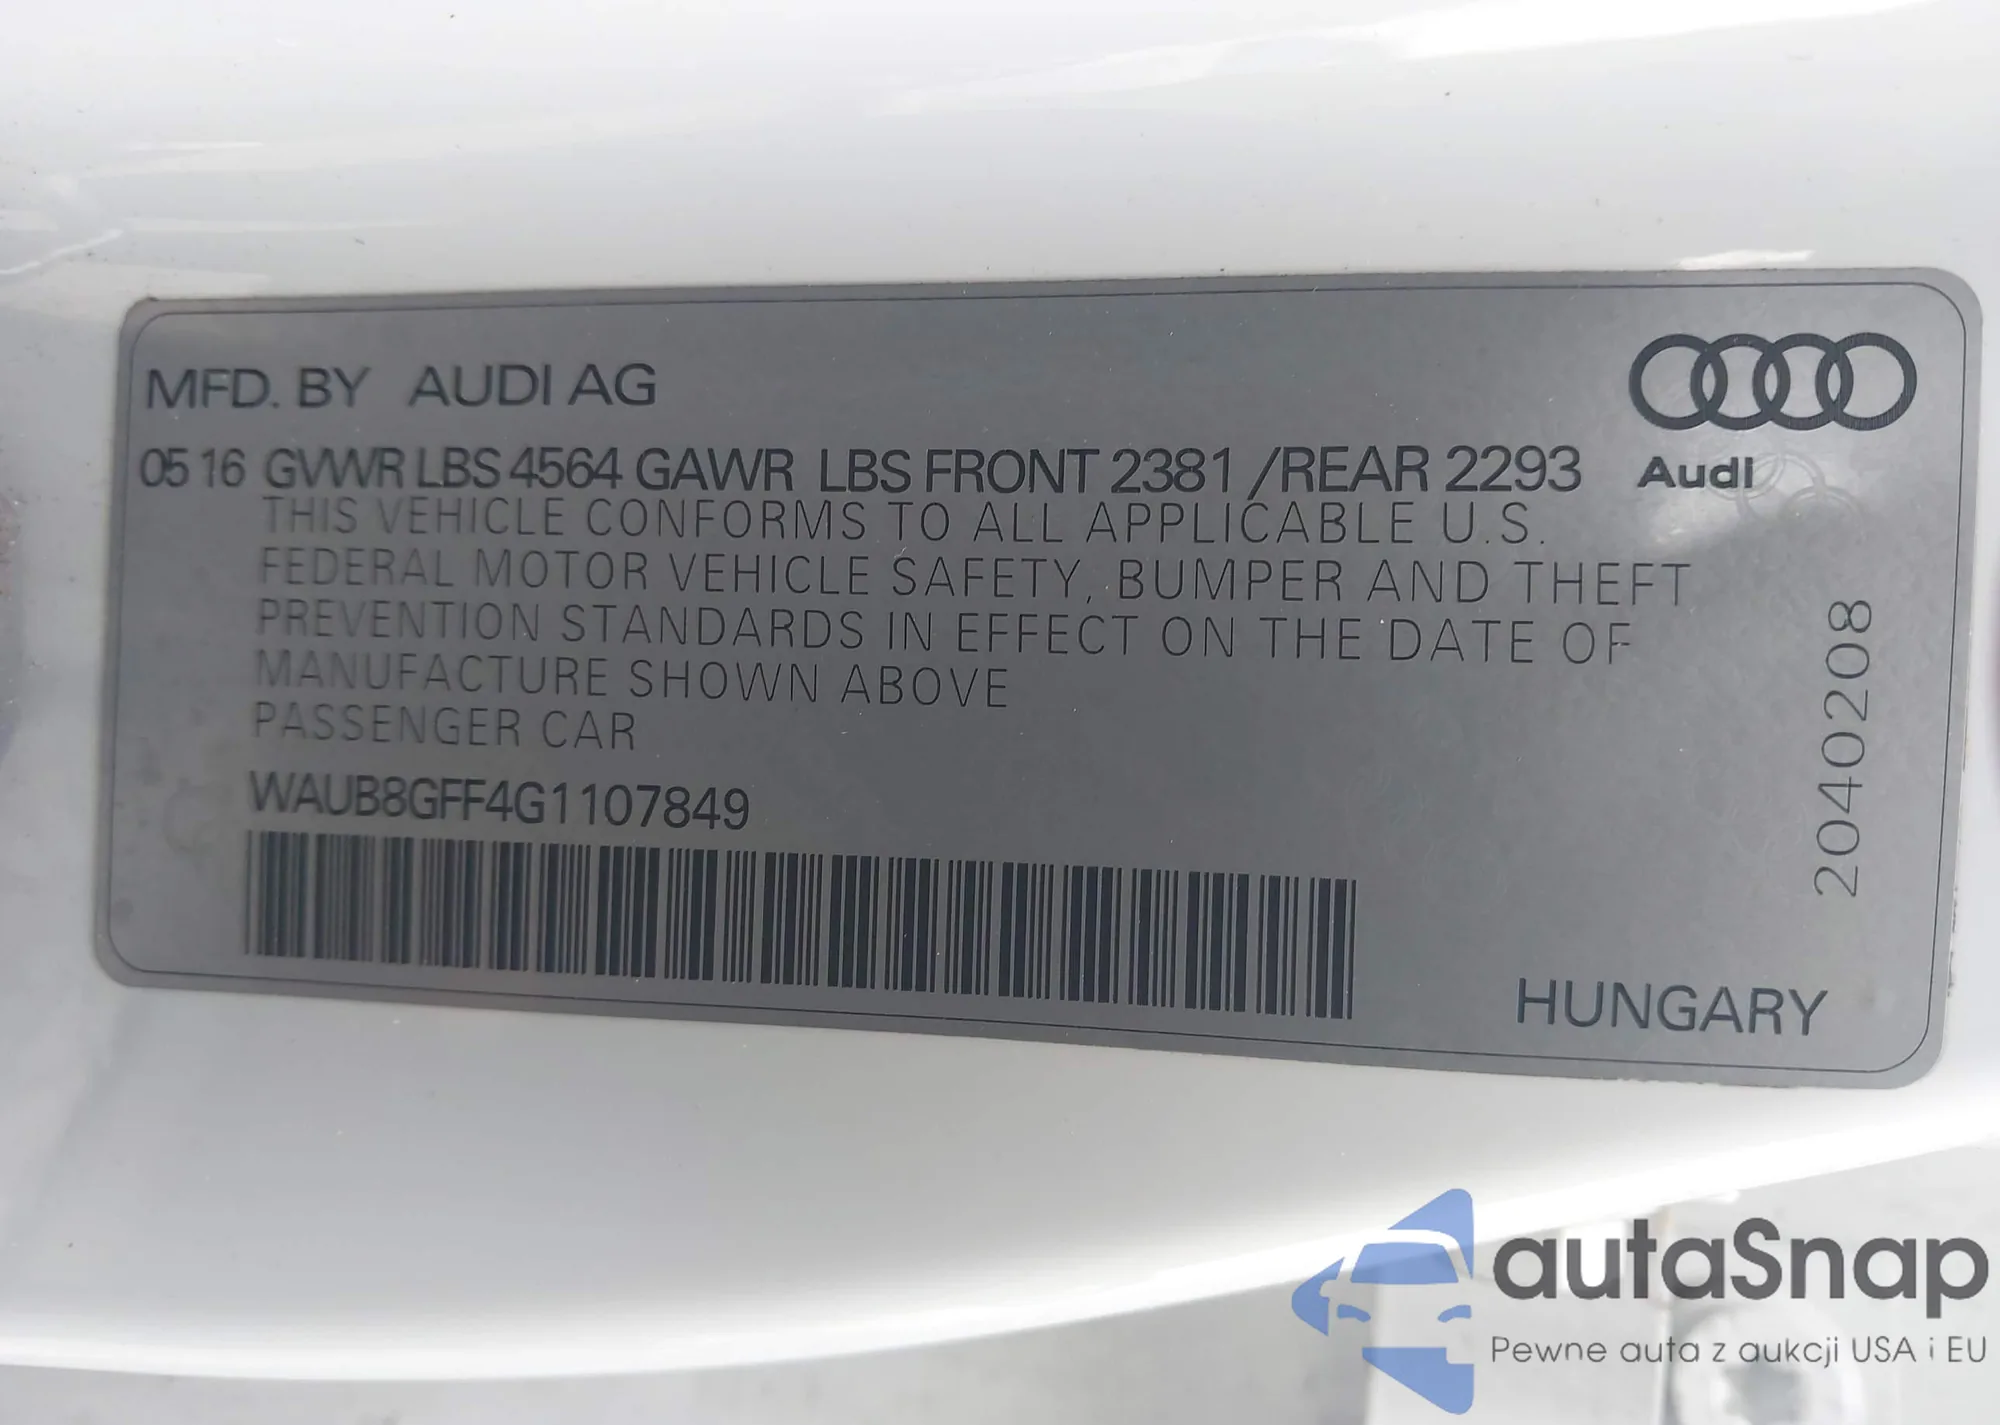 MFD. BY AUDI AG
05 16 GVWR LBS 4564 GAWR LBS FRONT 2381 /REAR 2293
Audi
THIS VEHICLE CONFORMS TO ALL APPLICABLE U.S.
FEDERAL MOTOR VEHICLE SAFETY, BUMPER AND THEFT
PREVENTION STANDARDS IN EFFECT ON THE DATE OF
MANUFACTURE SHOWN ABOVE
PASSENGER CAR
WAUB8GFF4G1107849
2040208
HUNGARY
autaSnap
Pewne auta z aukcji USA i EU